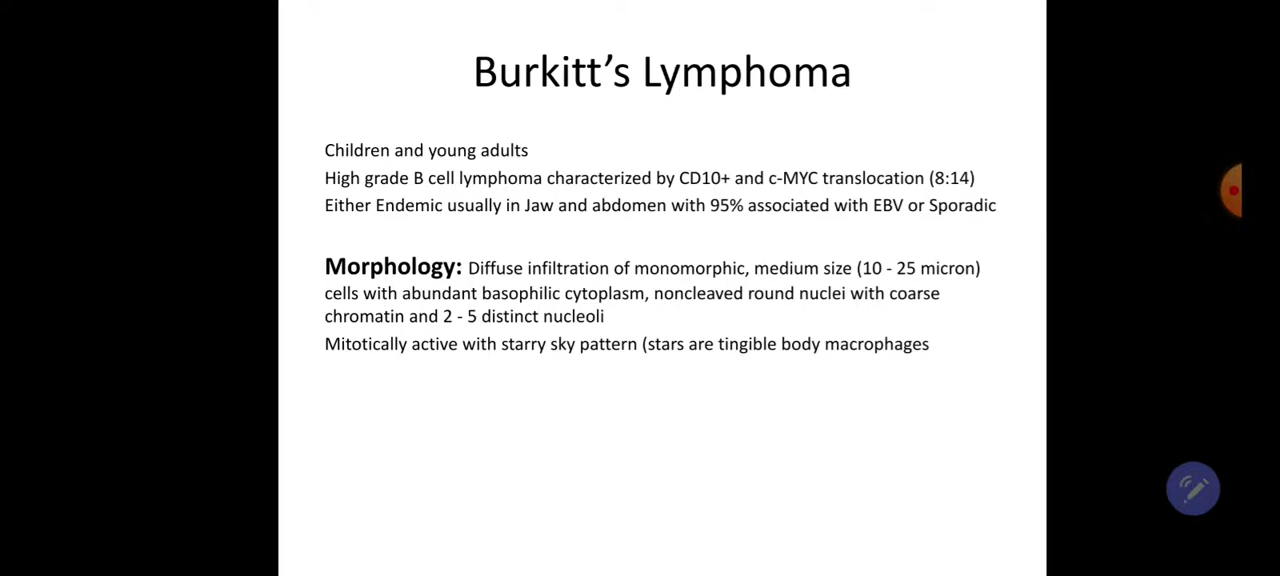 Burkitt’s Lymphoma
Children and young adults
High grade B cell lymphoma characterized by CD10+ and c-MYC translocation (8:14)
Either Endemic usually in Jaw and abdomen with 95% associated with EBV or Sporadic
Morphology: Diffuse infiltration of monomorphic, medium size (10 - 25 micron)
cells with abundant basophilic cytoplasm, noncleaved round nuclei with coarse
chromatin and 2 - 5 distinct nucleoli
Mitotically active with starry sky pattern (stars are tingible body macrophages